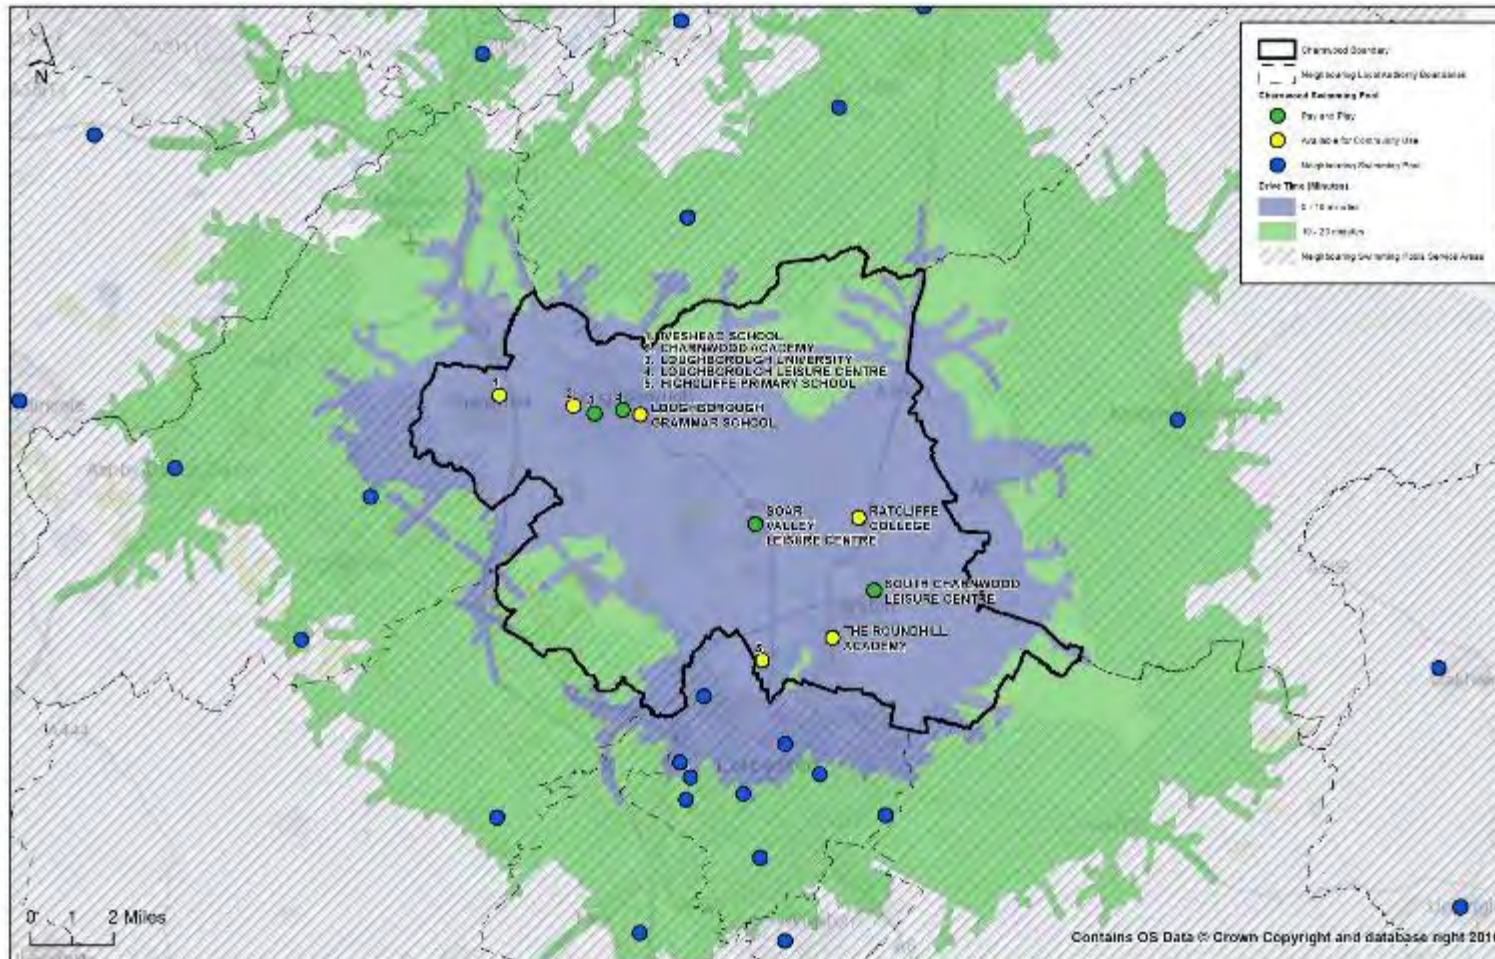 N
Charnwood Boundary
Neighbouring Local Authority Boundaries
Charnwood Swimming Pool
Pay and Play
Available for Community Use
Neighbouring Swimming Pool
Drive Time (Minutes)
0 - 10 minutes
10 - 20 minutes
Neighbouring Swimming Pools Service Areas
IVESHEAD SCHOOL
2. CHARNWOOD ACADEMY
3. LOUGHBOROUGH UNIVERSITY
4. LOUGHBOROUGH LEISURE CENTRE
5. HIGHCLIFFE PRIMARY SCHOOL
1
2
3
4
LOUGHBOROUGH
GRAMMAR SCHOOL
SOAR
VALLEY
LEISURE CENTRE
RATCLIFFE
COLLEGE
SOUTH CHARNWOOD
LEISURE CENTRE
THE ROUNDHILL
ACADEMY
5
A444
0 1 2 Miles
Contains OS Data © Crown Copyright and database right 2016